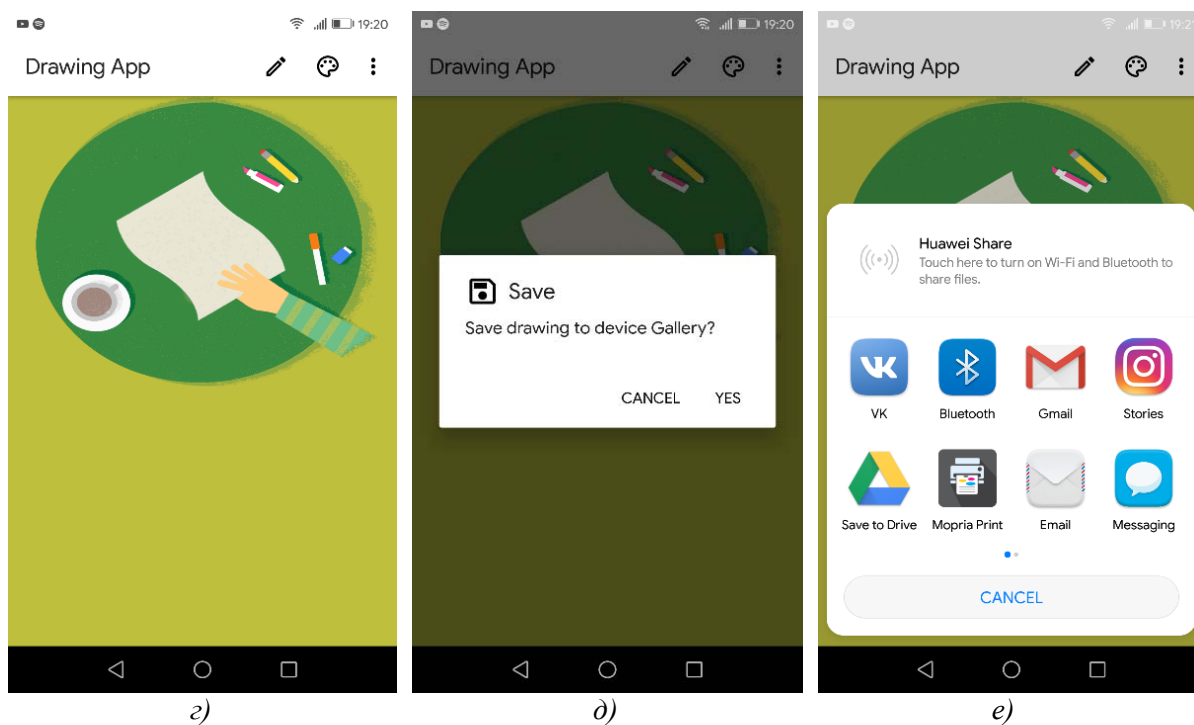 19:20
Drawing App
г)
19:20
Drawing App
Save
Save drawing to device Gallery?
CANCEL YES
д)
19:21
Drawing App
Huawei Share
Touch here to turn on Wi-Fi and Bluetooth to
share files.
VK Bluetooth Gmail Stories
Save to Drive Mopria Print Email Messaging
CANCEL
е)